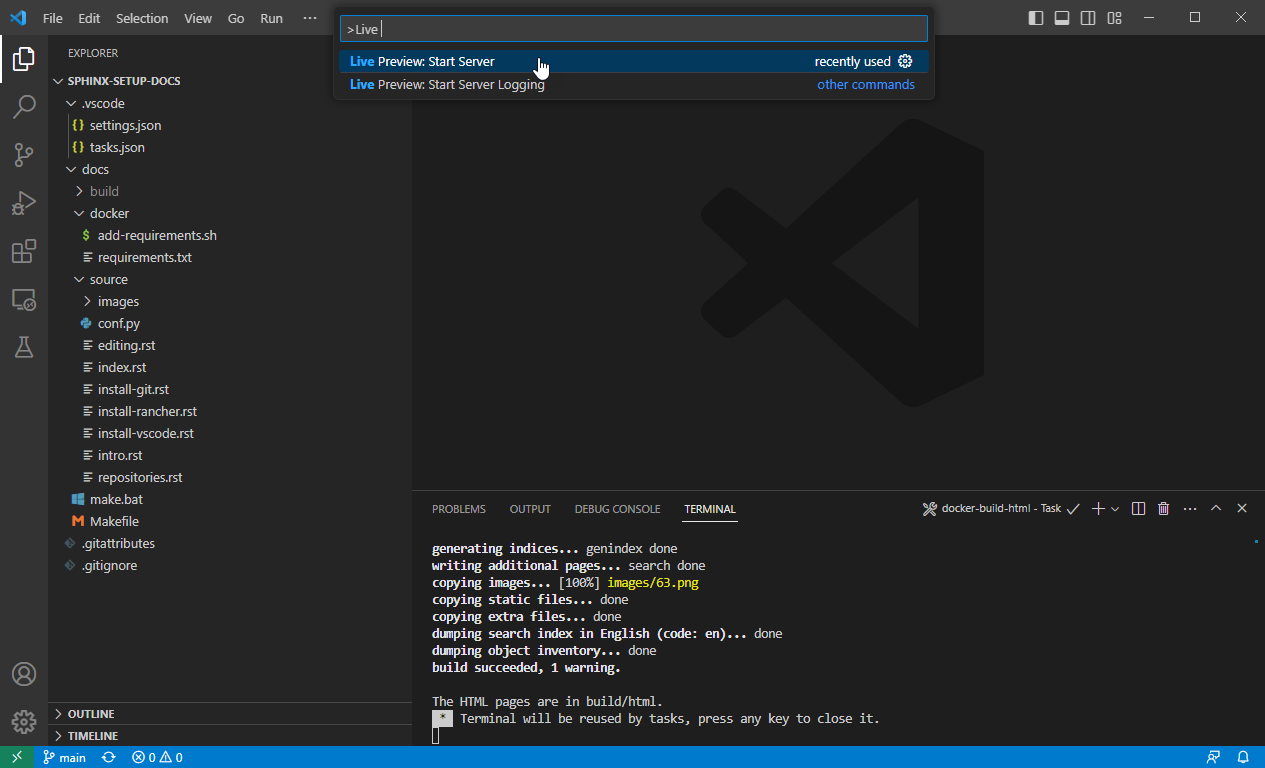 File Edit Selection View Go Run ···
>Live
Live Preview: Start Server recently used
Live Preview: Start Server Logging other commands
EXPLORER
SPHINX-SETUP-DOCS
.vscode
{} settings.json
{} tasks.json
docs
build
docker
$ add-requirements.sh
requirements.txt
source
images
conf.py
editing.rst
index.rst
install-git.rst
install-rancher.rst
install-vscode.rst
intro.rst
repositories.rst
make.bat
M Makefile
.gitattributes
.gitignore
OUTLINE
TIMELINE
PROBLEMS OUTPUT DEBUG CONSOLE TERMINAL docker-build-html - Task ···
generating indices... genindex done
writing additional pages... search done
copying images... [100%] images/63.png
copying static files... done
copying extra files... done
dumping search index in English (code: en)... done
dumping object inventory... done
build succeeded, 1 warning.
The HTML pages are in build/html.
* Terminal will be reused by tasks, press any key to close it.
main 0 0